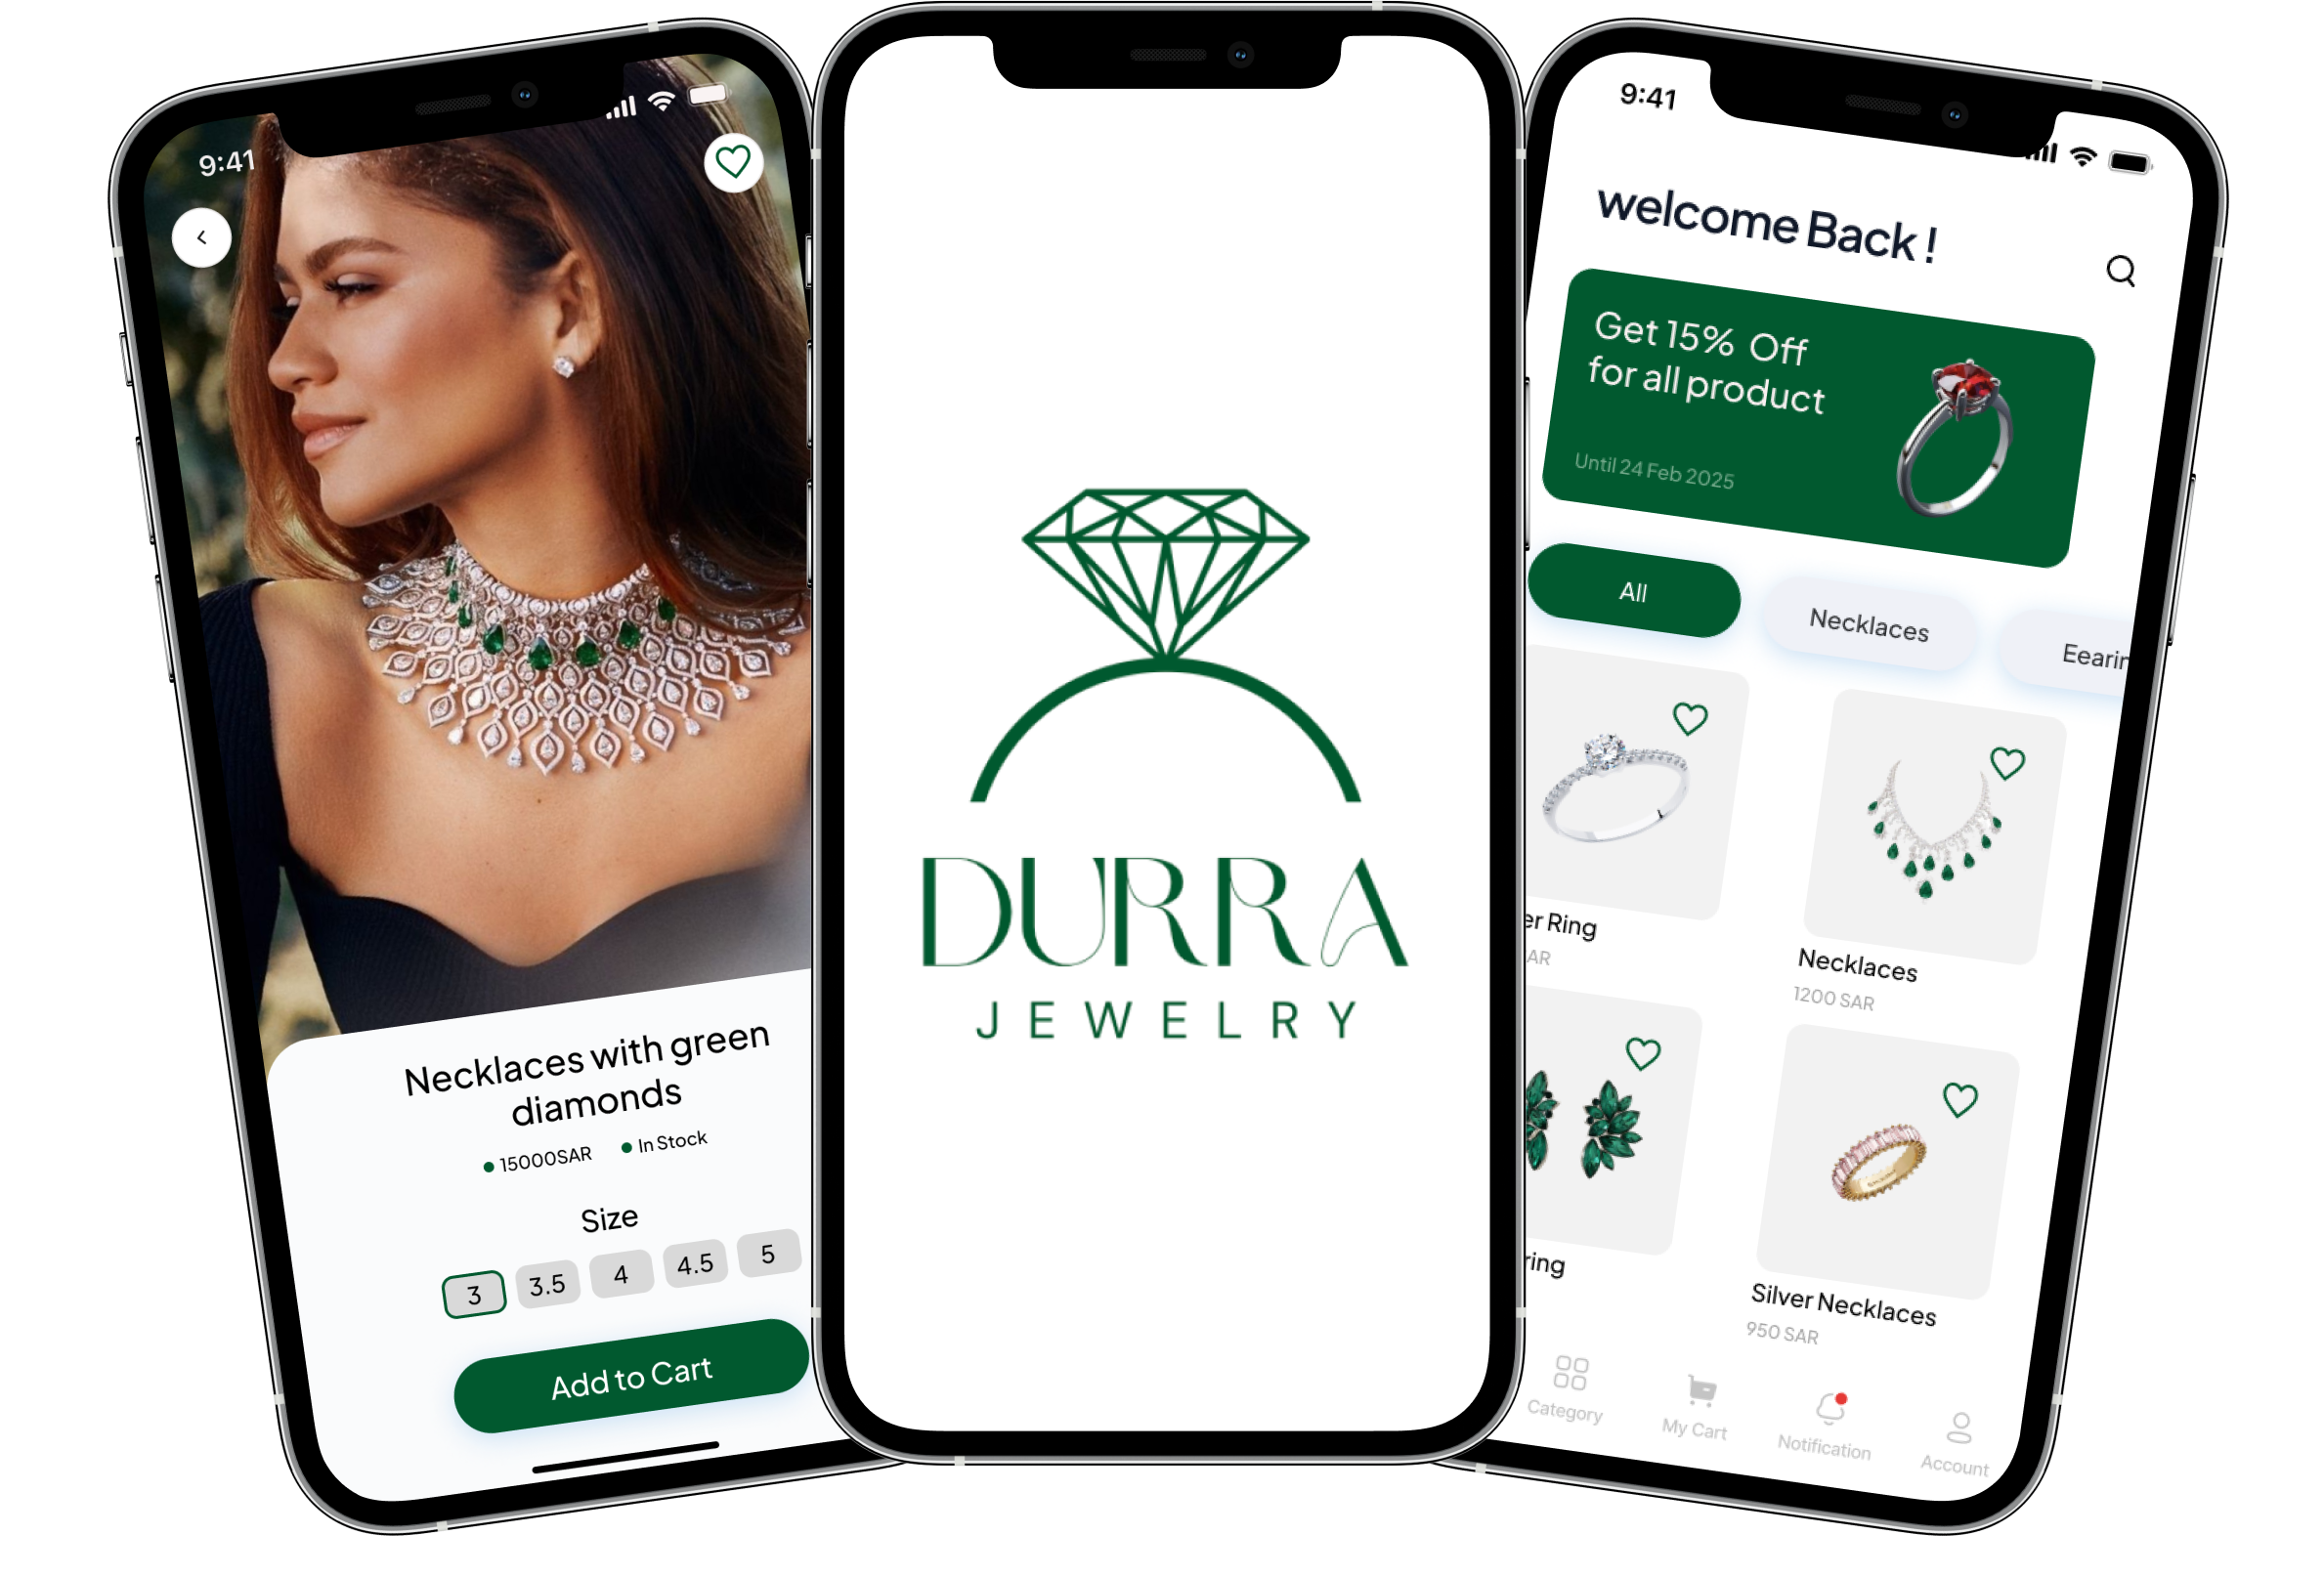 9:41
Necklaces with green
diamonds
15000SAR
In Stock
Size
3
3.5
4
4.5
5
Add to Cart
DURRA
JEWELRY
9:41
welcome Back !
Get 15% Off
for all product
Until 24 Feb 2025
All
Necklaces
Eearin
er Ring
AR
Necklaces
1200 SAR
ring
Silver Necklaces
950 SAR
Category
My Cart
Notification
Account